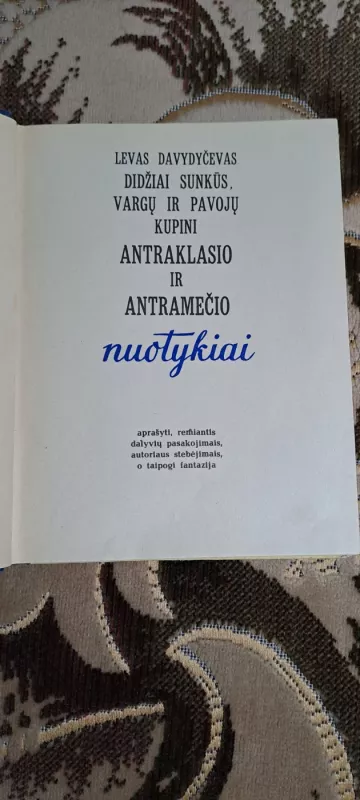 LEVAS DAVYDYČEVAS
DIDŽIAI SUNKŪS,
VARGŲ IR PAVOJŲ
KUPINI
ANTRAKLASIO
IR
ANTRAMEČIO
nuotykiai
aprašyti, remiantis
dalyvių pasakojimais,
autoriaus stebėjimais,
o taipogi fantazija